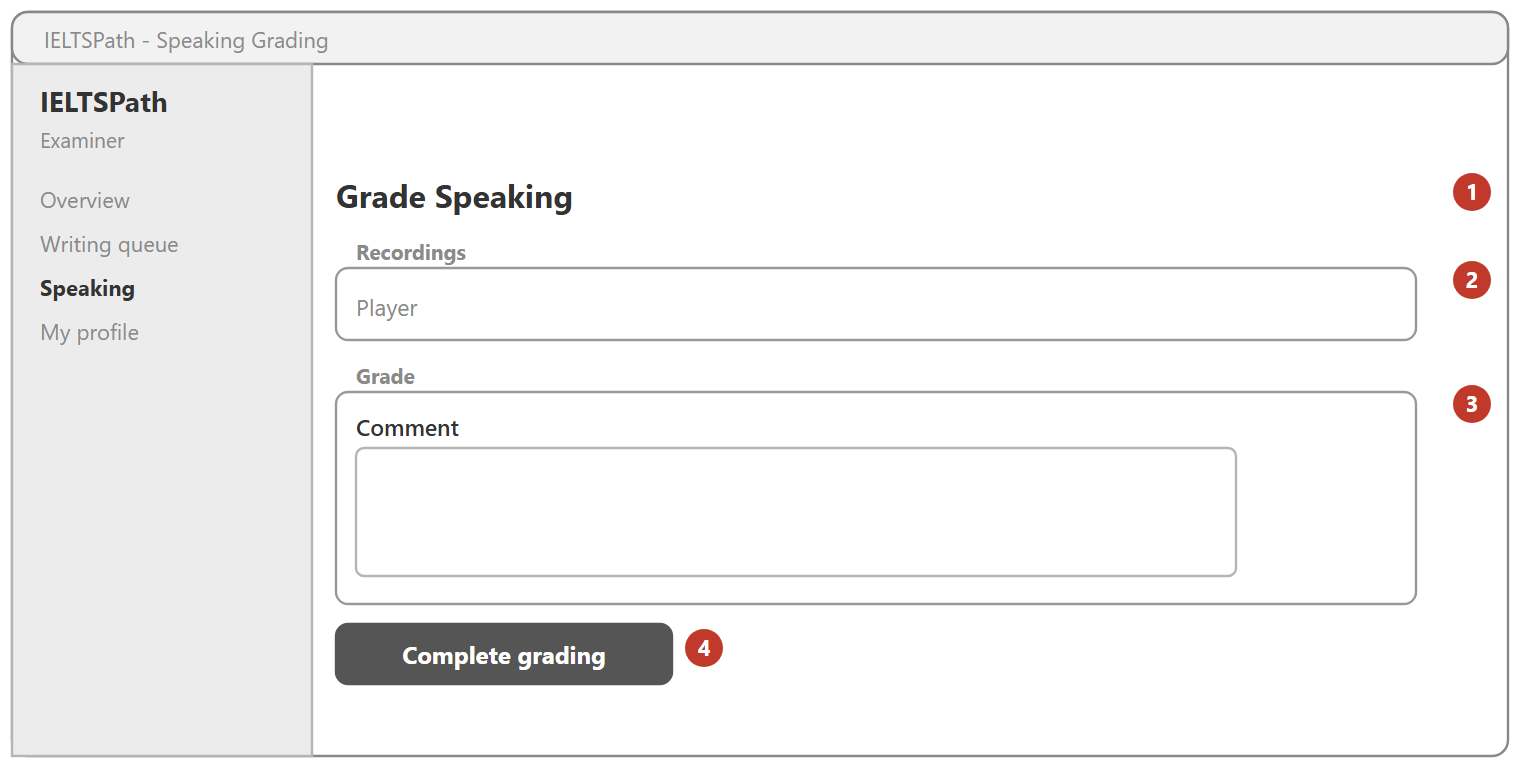 IELTSPath - Speaking Grading
IELTSPath
Examiner
Overview
Writing queue
Speaking
My profile
Grade Speaking
1
Recordings
2
Player
Grade
3
Comment
Complete grading
4